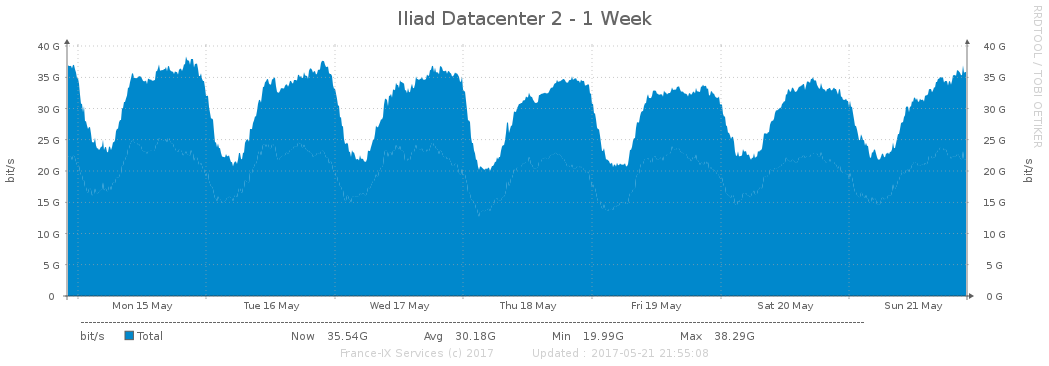 Iliad Datacenter 2 - 1 Week
RRDTOOL / TOBI OETIKER
40 G 40 G
35 G 35 G
30 G 30 G
25 G 25 G
20 G 20 G
15 G 15 G
10 G 10 G
5 G 5 G
0 0 G
bit/s bit/s
Mon 15 May Tue 16 May Wed 17 May Thu 18 May Fri 19 May Sat 20 May Sun 21 May
bit/s Total Now 35.54G Avg 30.18G Min 19.99G Max 38.29G
France-IX Services (c) 2017 Updated : 2017-05-21 21:55:08